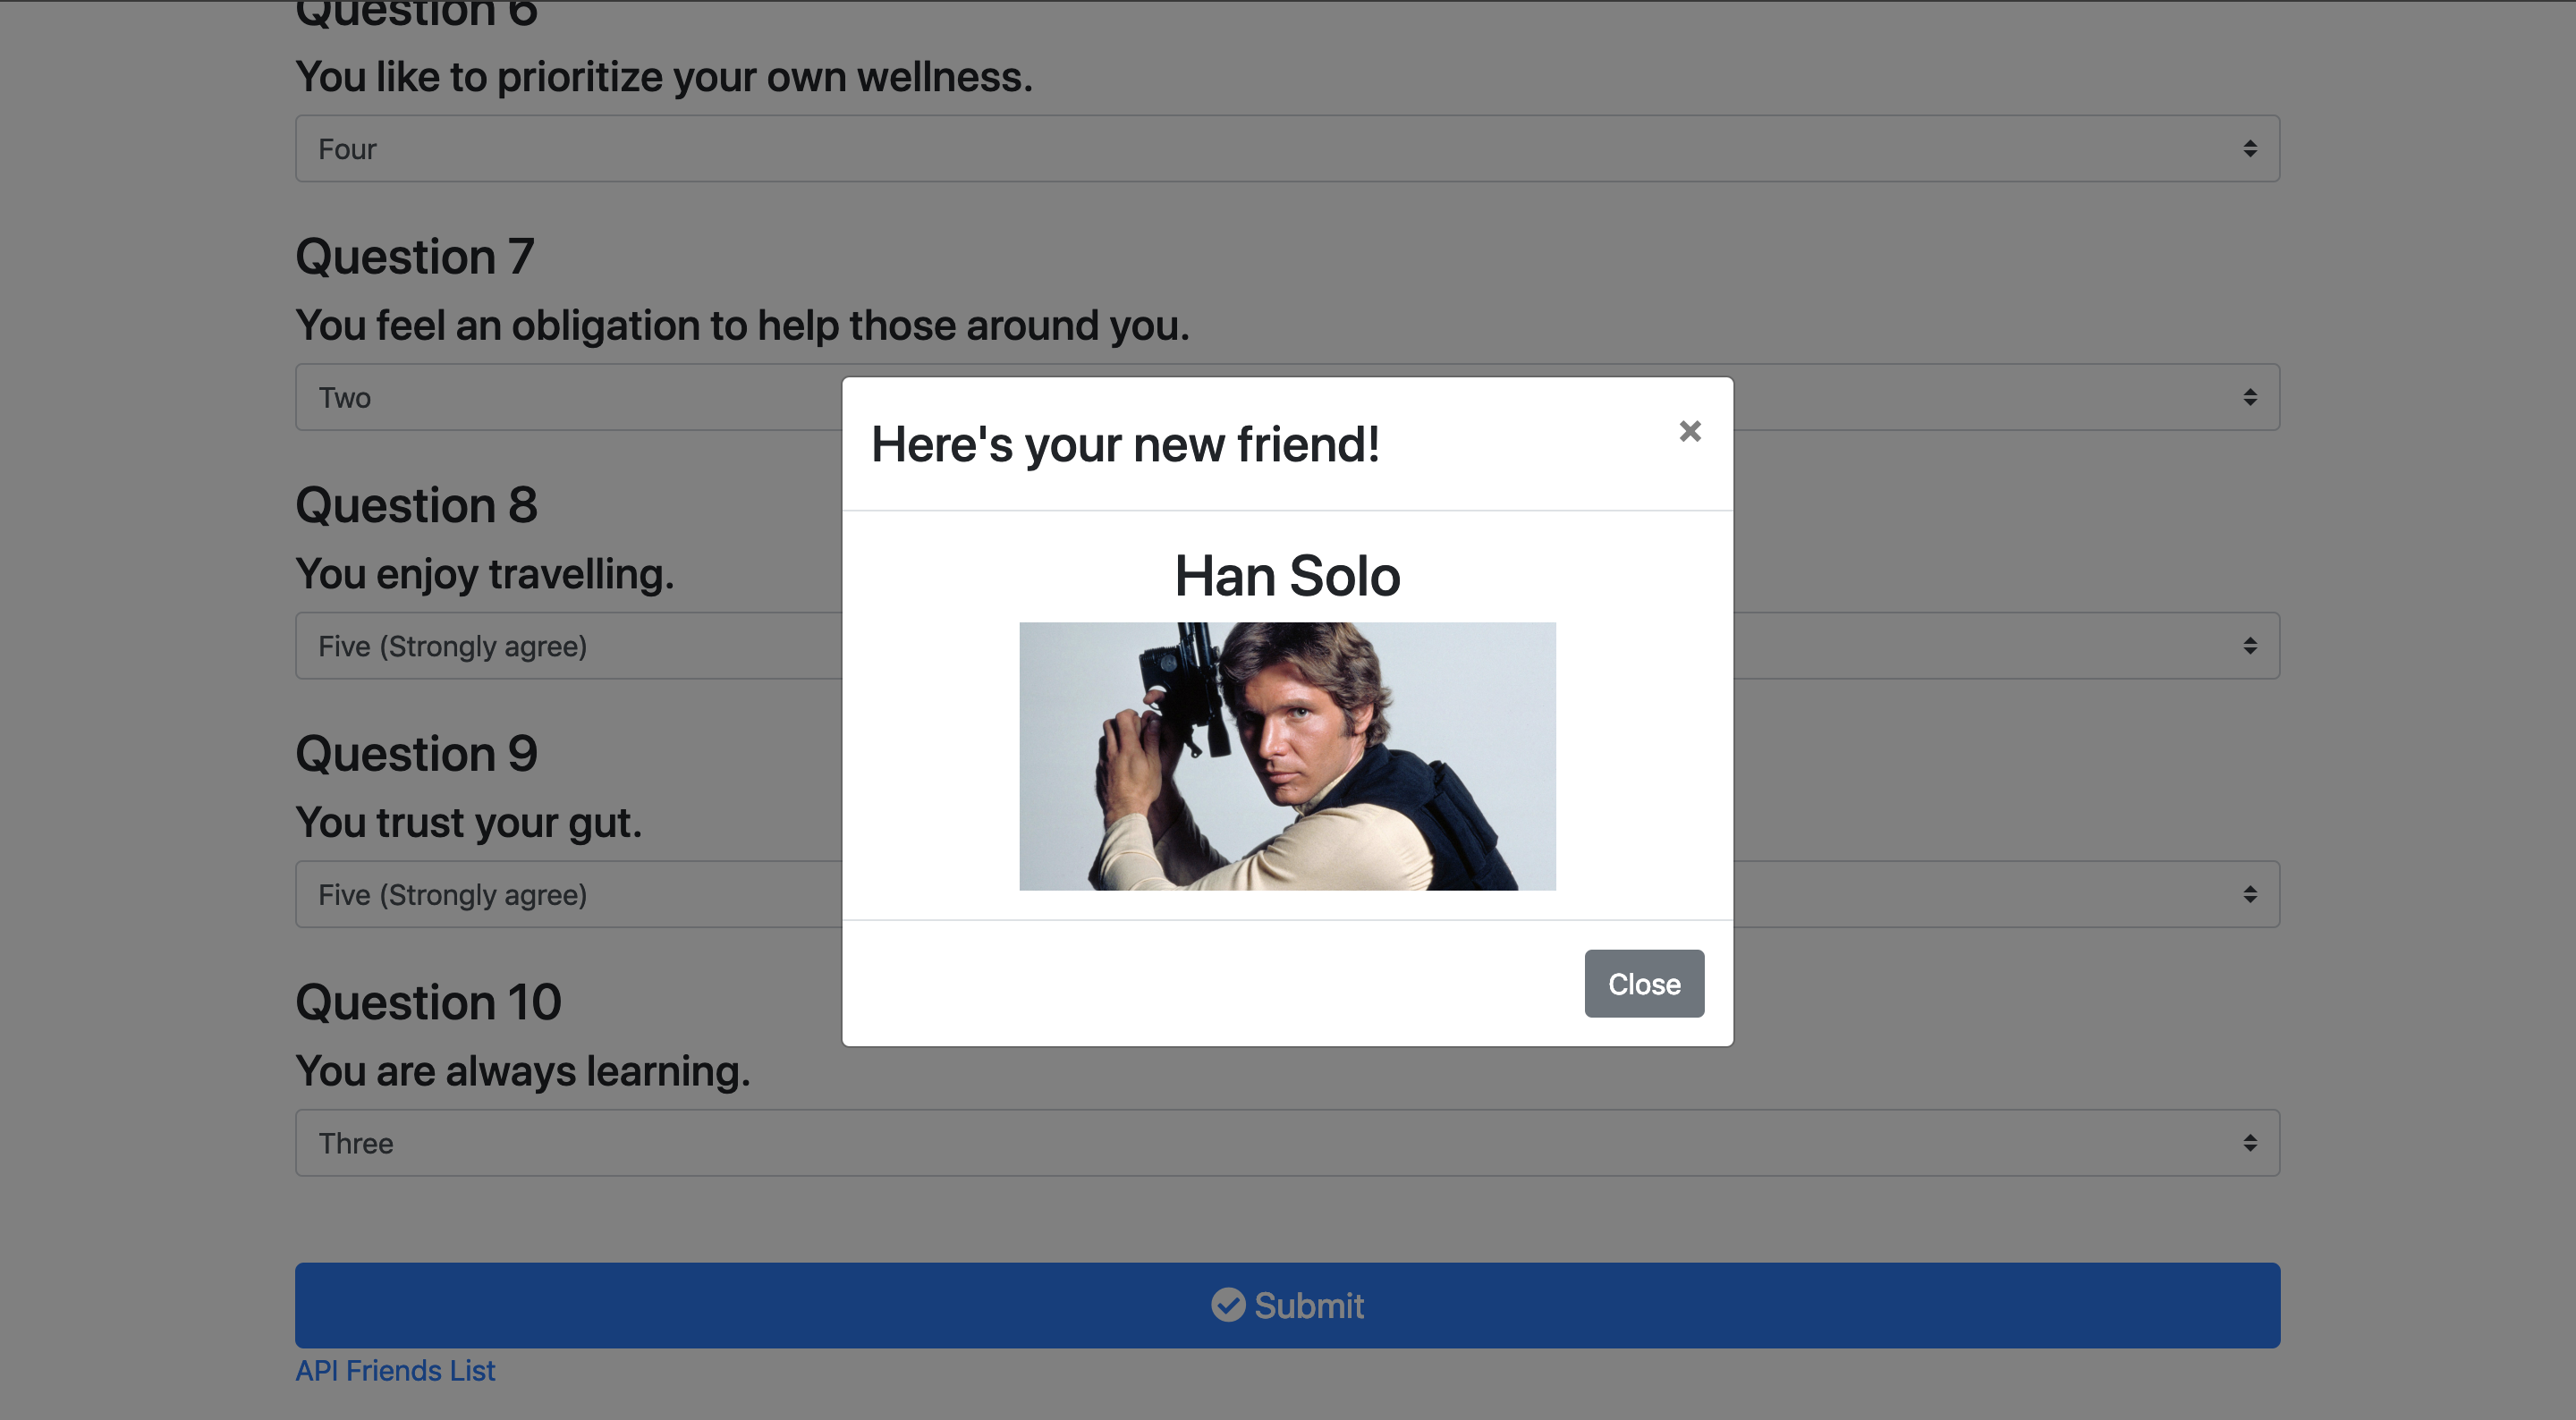 Question 6
You like to prioritize your own wellness.
Four
Question 7
You feel an obligation to help those around you.
Two
Here's your new friend!
×
Question 8
You enjoy travelling.
Han Solo
Five (Strongly agree)
Question 9
You trust your gut.
Five (Strongly agree)
Close
Question 10
You are always learning.
Three
Submit
API Friends List